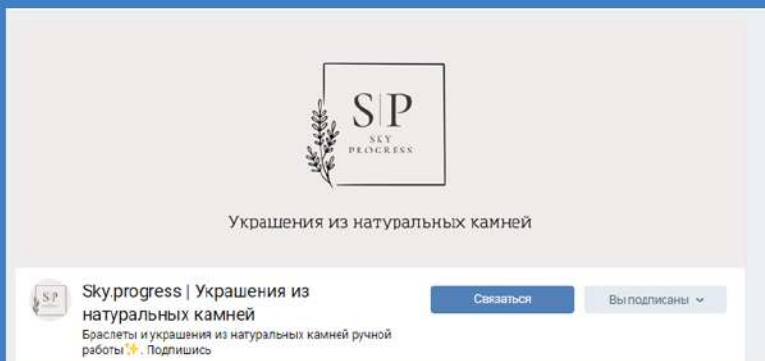 S|P
SKY
PROGRESS
Украшения из натуральных камней
SP
Sky.progress | Украшения из
натуральных камней
Браслеты и украшения из натуральных камней ручной
работы✨. Подпишись
Связаться
Вы подписаны